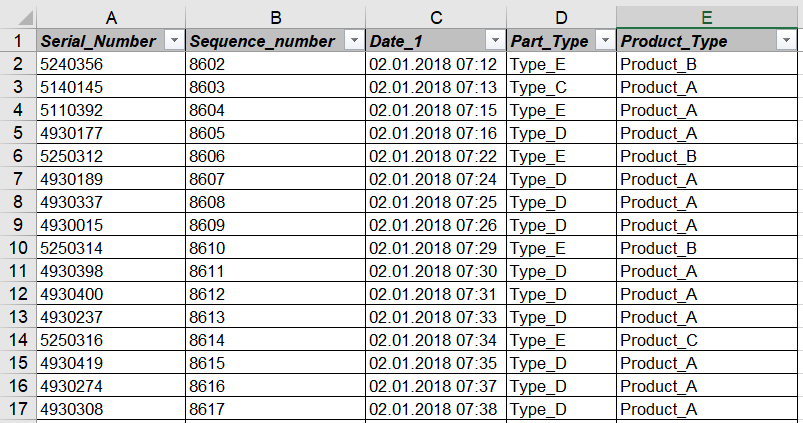 A B C D E
1 Serial_Number Sequence_number Date_1 Part_Type Product_Type
2 5240356 8602 02.01.2018 07:12 Type_E Product_B
3 5140145 8603 02.01.2018 07:13 Type_C Product_A
4 5110392 8604 02.01.2018 07:15 Type_E Product_A
5 4930177 8605 02.01.2018 07:16 Type_D Product_A
6 5250312 8606 02.01.2018 07:22 Type_E Product_B
7 4930189 8607 02.01.2018 07:24 Type_D Product_A
8 4930337 8608 02.01.2018 07:25 Type_D Product_A
9 4930015 8609 02.01.2018 07:26 Type_D Product_A
10 5250314 8610 02.01.2018 07:29 Type_E Product_B
11 4930398 8611 02.01.2018 07:30 Type_D Product_A
12 4930400 8612 02.01.2018 07:31 Type_D Product_A
13 4930237 8613 02.01.2018 07:33 Type_D Product_A
14 5250316 8614 02.01.2018 07:34 Type_E Product_C
15 4930419 8615 02.01.2018 07:35 Type_D Product_A
16 4930274 8616 02.01.2018 07:37 Type_D Product_A
17 4930308 8617 02.01.2018 07:38 Type_D Product_A